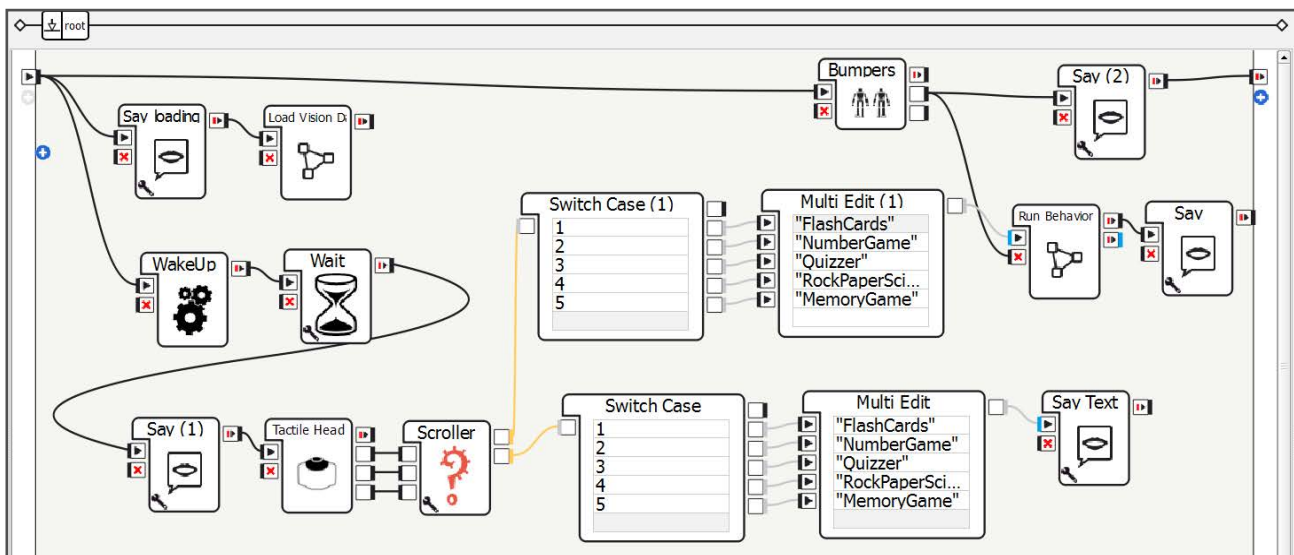 root
Bumpers
Say (2)
Say loading
Load Vision Da
Switch Case (1)
1
2
3
4
5
Multi Edit (1)
"FlashCards"
"NumberGame"
"Quizzer"
"RockPaperSci...
"MemoryGame"
Run Behavior
Say
WakeUp
Wait
Say (1)
Tactile Head
Scroller
Switch Case
1
2
3
4
5
Multi Edit
"FlashCards"
"NumberGame"
"Quizzer"
"RockPaperSci...
"MemoryGame"
Say Text